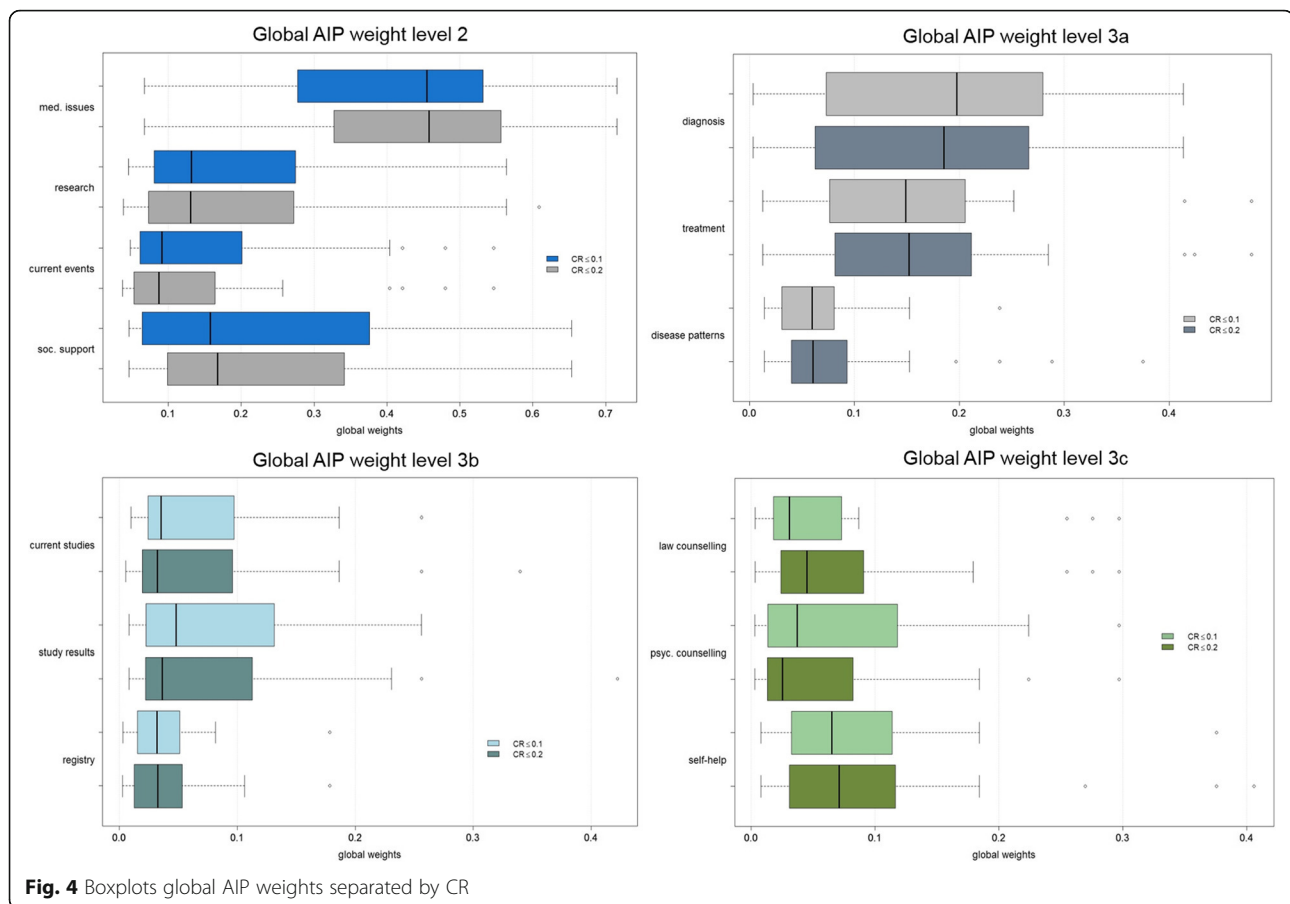 Global AIP weight level 2
med. issues
research
current events
soc. support
CR ≤ 0.1
CR ≤ 0.2
0.1 0.2 0.3 0.4 0.5 0.6 0.7
global weights
Global AIP weight level 3a
diagnosis
treatment
disease patterns
CR ≤ 0.1
CR ≤ 0.2
0.0 0.1 0.2 0.3 0.4
global weights
Global AIP weight level 3b
current studies
study results
registry
CR ≤ 0.1
CR ≤ 0.2
0.0 0.1 0.2 0.3 0.4
global weights
Global AIP weight level 3c
law counselling
psyc. counselling
self-help
CR ≤ 0.1
CR ≤ 0.2
0.0 0.1 0.2 0.3 0.4
global weights
Fig. 4 Boxplots global AIP weights separated by CR